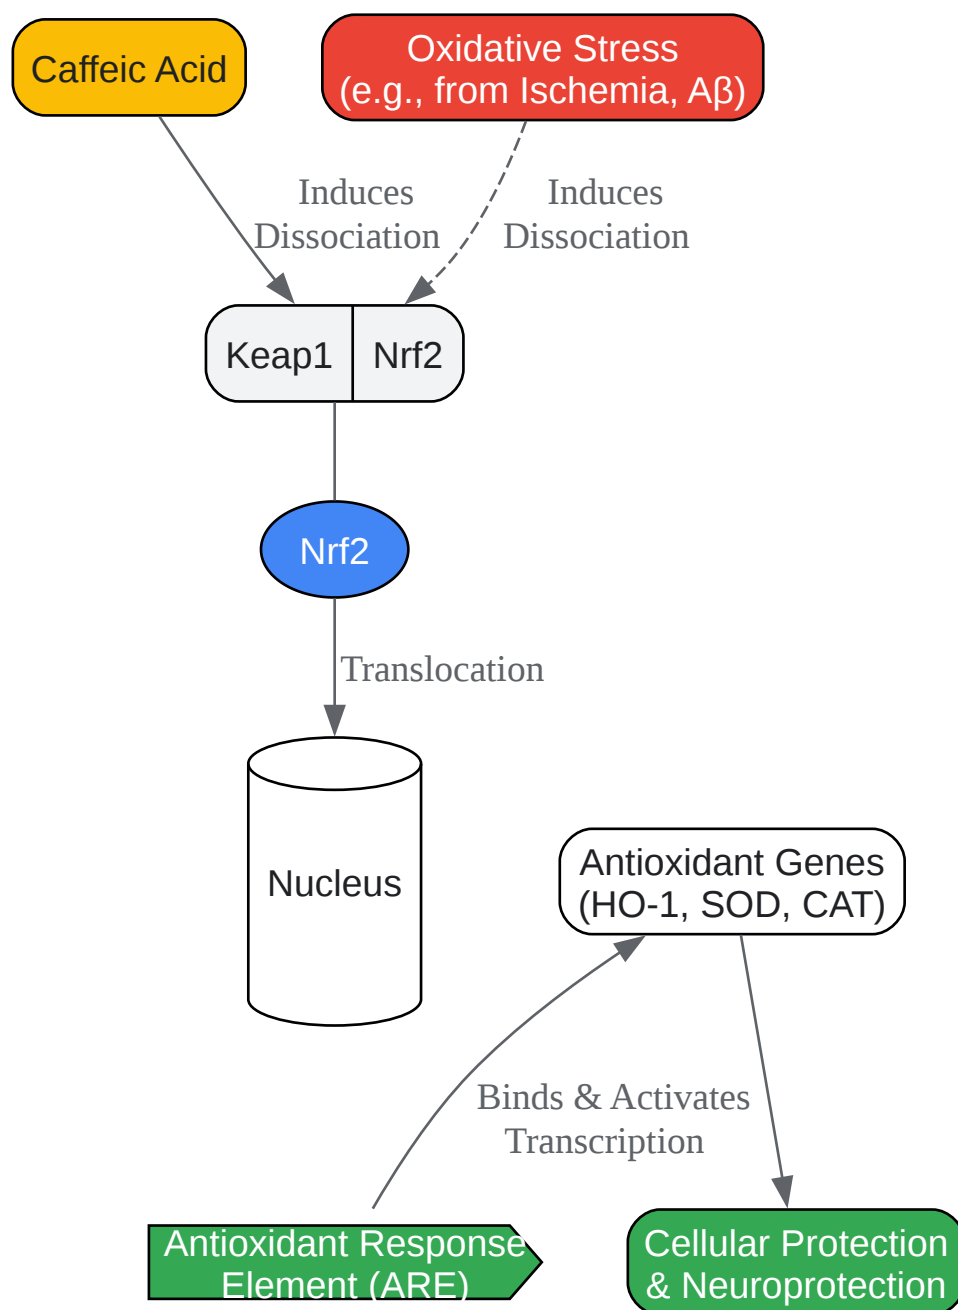 Caffeic Acid
Oxidative Stress
(e.g., from Ischemia, Aβ)
Induces
Dissociation
Induces
Dissociation
Keap1
Nrf2
Nrf2
Translocation
Nucleus
Antioxidant Genes
(HO-1, SOD, CAT)
Binds & Activates
Transcription
Antioxidant Response
Element (ARE)
Cellular Protection
& Neuroprotection